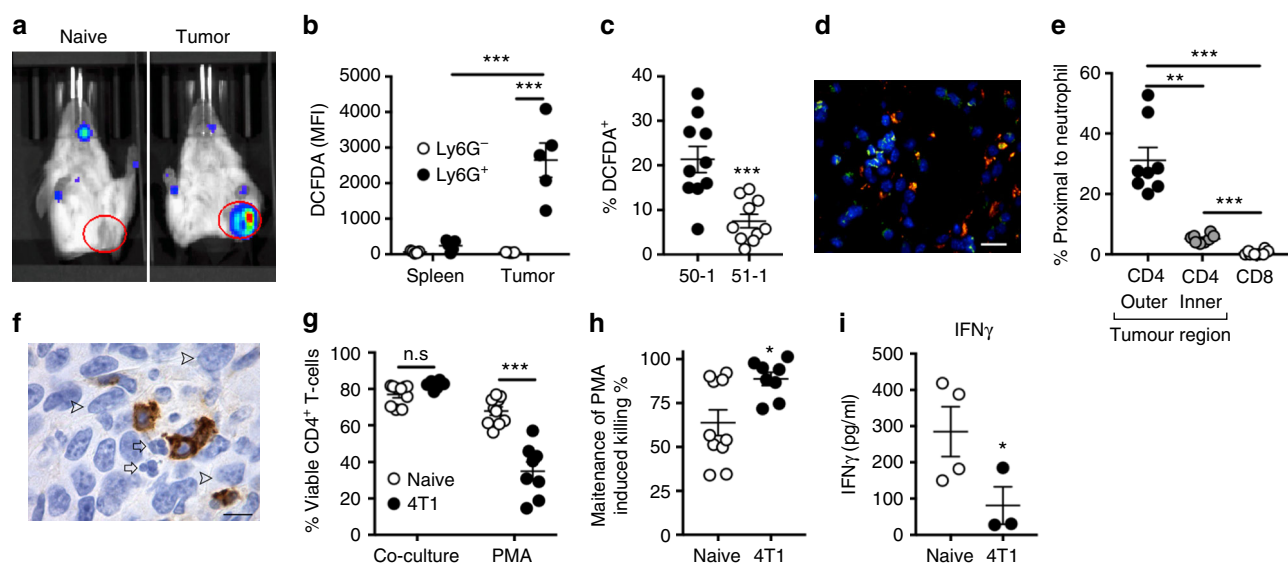 a
Naive Tumor
b
DCFDA (MFI)
5000
4000
3000
2000
1000
0
***
***
Ly6G⁻
Ly6G⁺
Spleen Tumor
c
% DCFDA⁺
40
30
20
10
0
***
50-1 51-1
d
e
% Proximal to neutrophil
60
40
20
0
***
**
***
CD4 CD4 CD8
Outer Inner
Tumour region
f
g
% Viable CD4⁺ T-cells
100
80
60
40
20
0
n.s
***
Naive
4T1
Co-culture PMA
h
Maitenance of PMA
induced killing %
100
75
50
25
0
*
Naive 4T1
i
IFNγ
IFNγ (pg/ml)
500
400
300
200
100
0
*
Naive 4T1